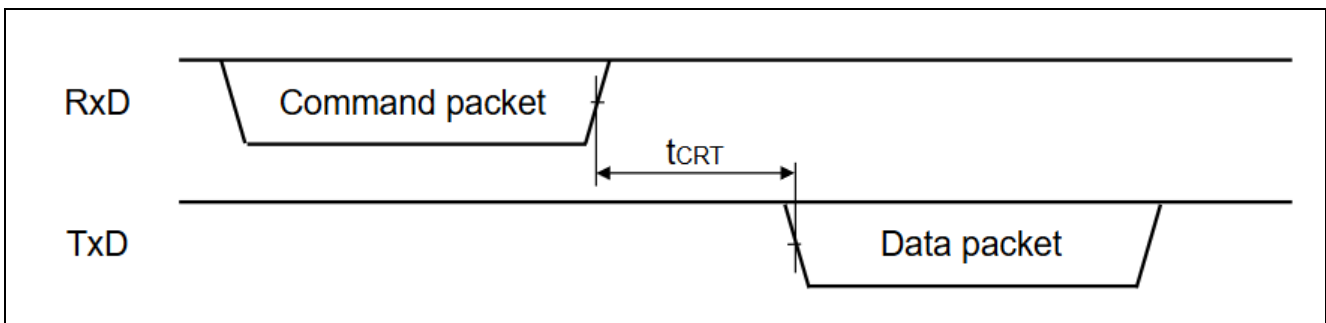 RxD
Command packet
tCRT
TxD
Data packet